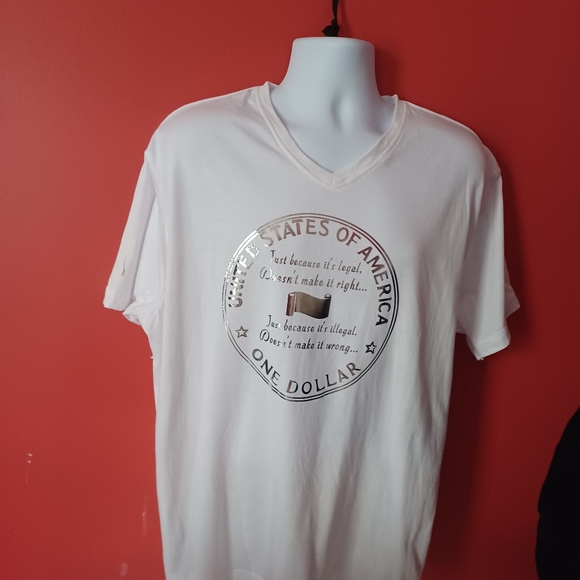 UNITED STATES OF AMERICA
Just because it's legal,
Doesn't make it right...
Just because it's illegal,
Doesn't make it wrong...
ONE DOLLAR